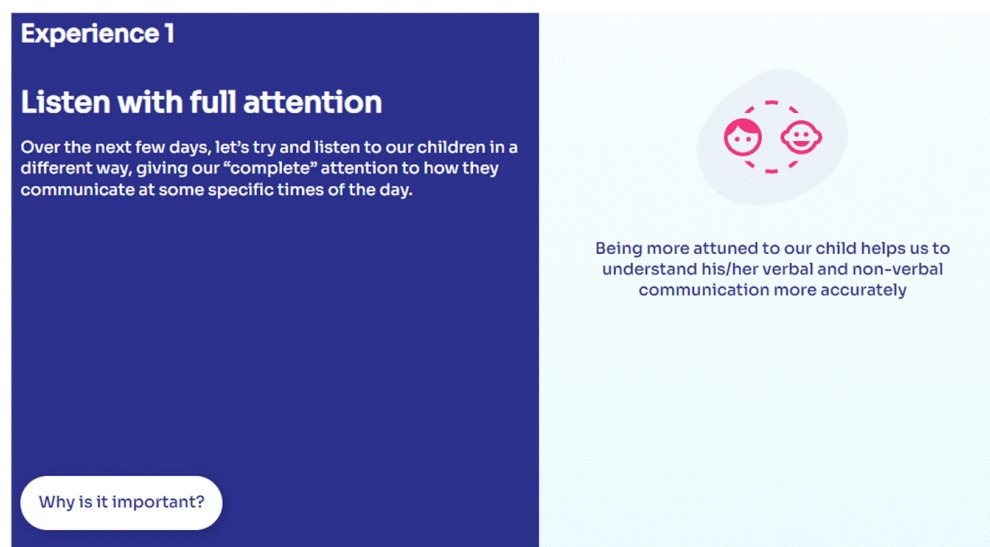 Experience 1
Listen with full attention
Over the next few days, let’s try and listen to our children in a
different way, giving our “complete” attention to how they
communicate at some specific times of the day.
Why is it important?
Being more attuned to our child helps us to
understand his/her verbal and non-verbal
communication more accurately